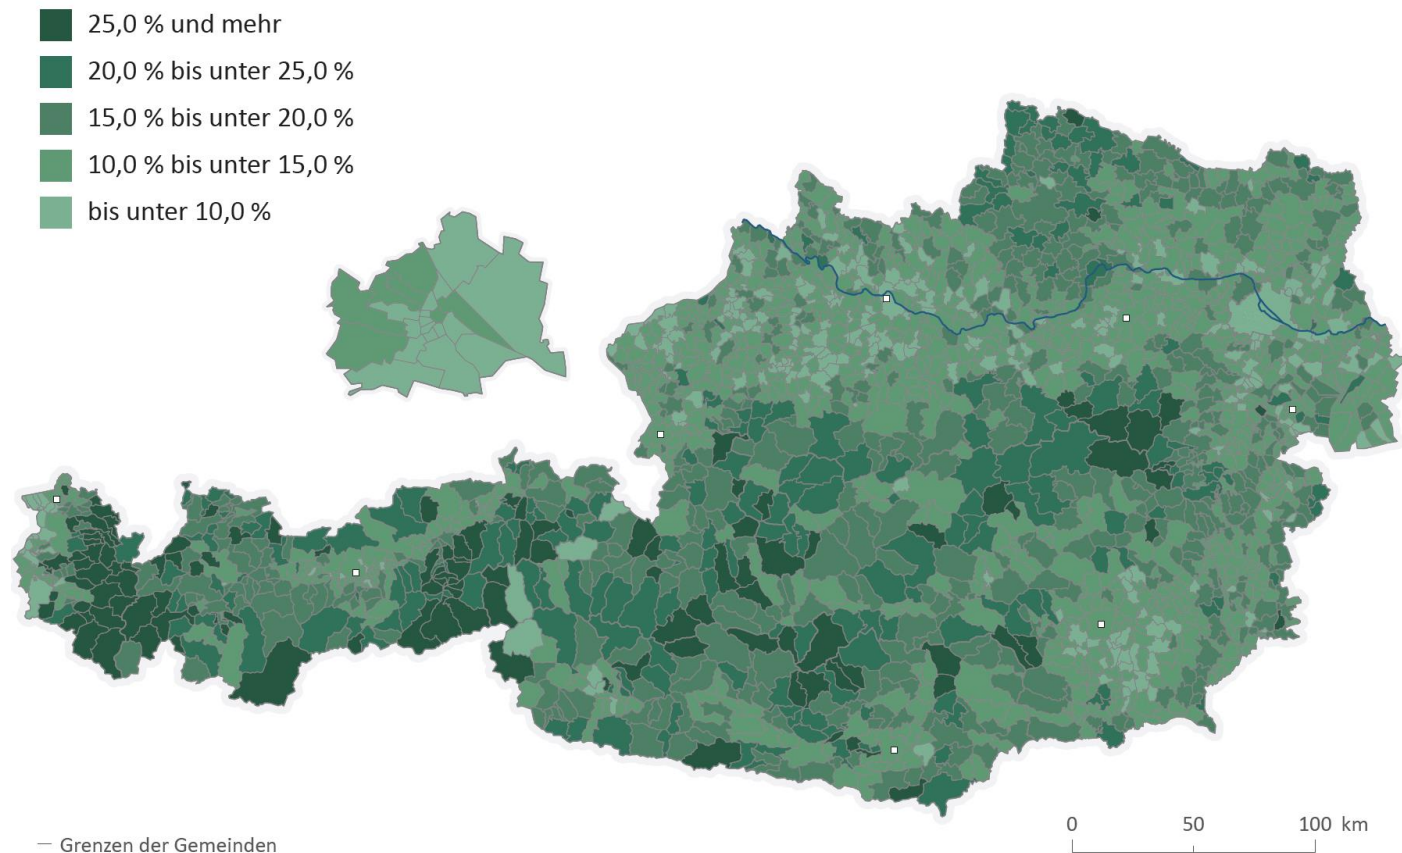 25,0 % und mehr
20,0 % bis unter 25,0 %
15,0 % bis unter 20,0 %
10,0 % bis unter 15,0 %
bis unter 10,0 %
Grenzen der Gemeinden
0 50 100 km